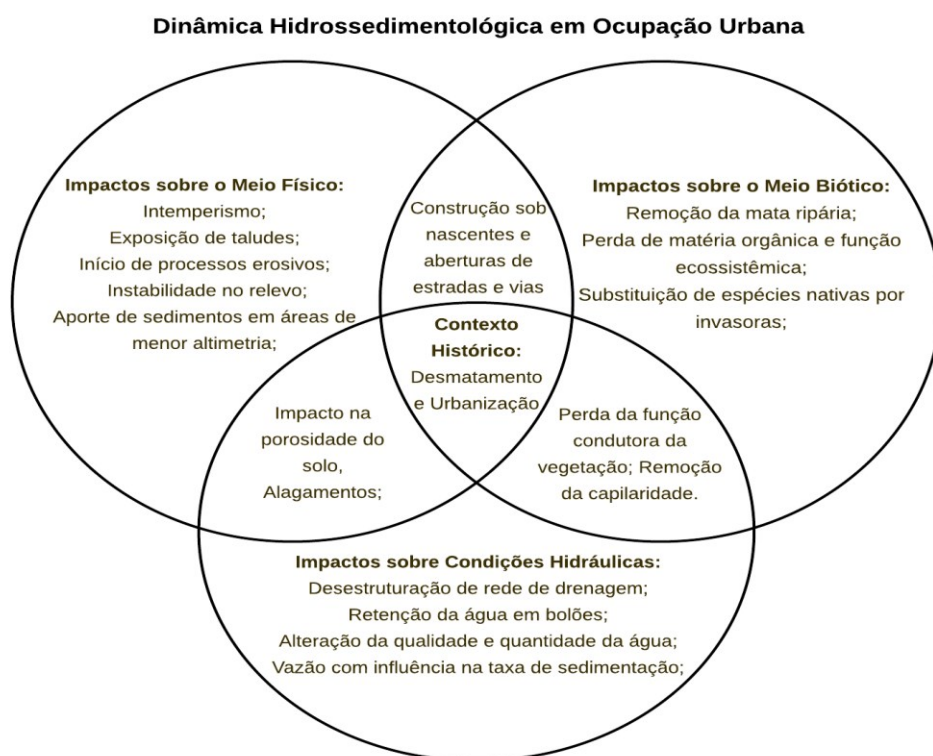 Dinâmica Hidrossedimentológica em Ocupação Urbana
Impactos sobre o Meio Físico:
Intemperismo;
Exposição de taludes;
Início de processos erosivos;
Instabilidade no relevo;
Aporte de sedimentos em áreas de
menor altimetria;
Construção sob
nascentes e
aberturas de
estradas e vias
Impactos sobre o Meio Biótico:
Remoção da mata ripária;
Perda de matéria orgânica e função
ecossistêmica;
Substituição de espécies nativas por
invasoras;
Contexto
Histórico:
Desmatamento
e Urbanização
Impacto na
porosidade do
solo,
Alagamentos;
Perda da função
condutora da
vegetação; Remoção
da capilaridade.
Impactos sobre Condições Hidráulicas:
Desestruturação de rede de drenagem;
Retenção da água em bolões;
Alteração da qualidade e quantidade da água;
Vazão com influência na taxa de sedimentação;